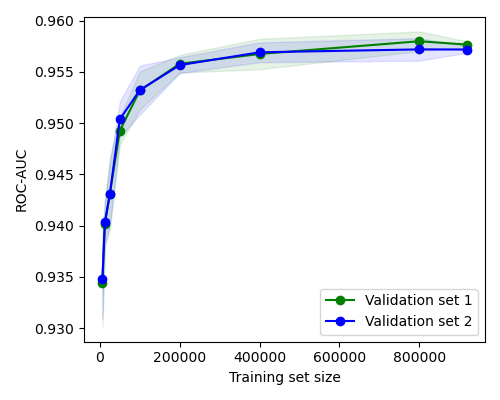 0.960
0.955
0.950
0.945
0.940
0.935
0.930
ROC-AUC
Validation set 1
Validation set 2
0 200000 400000 600000 800000
Training set size